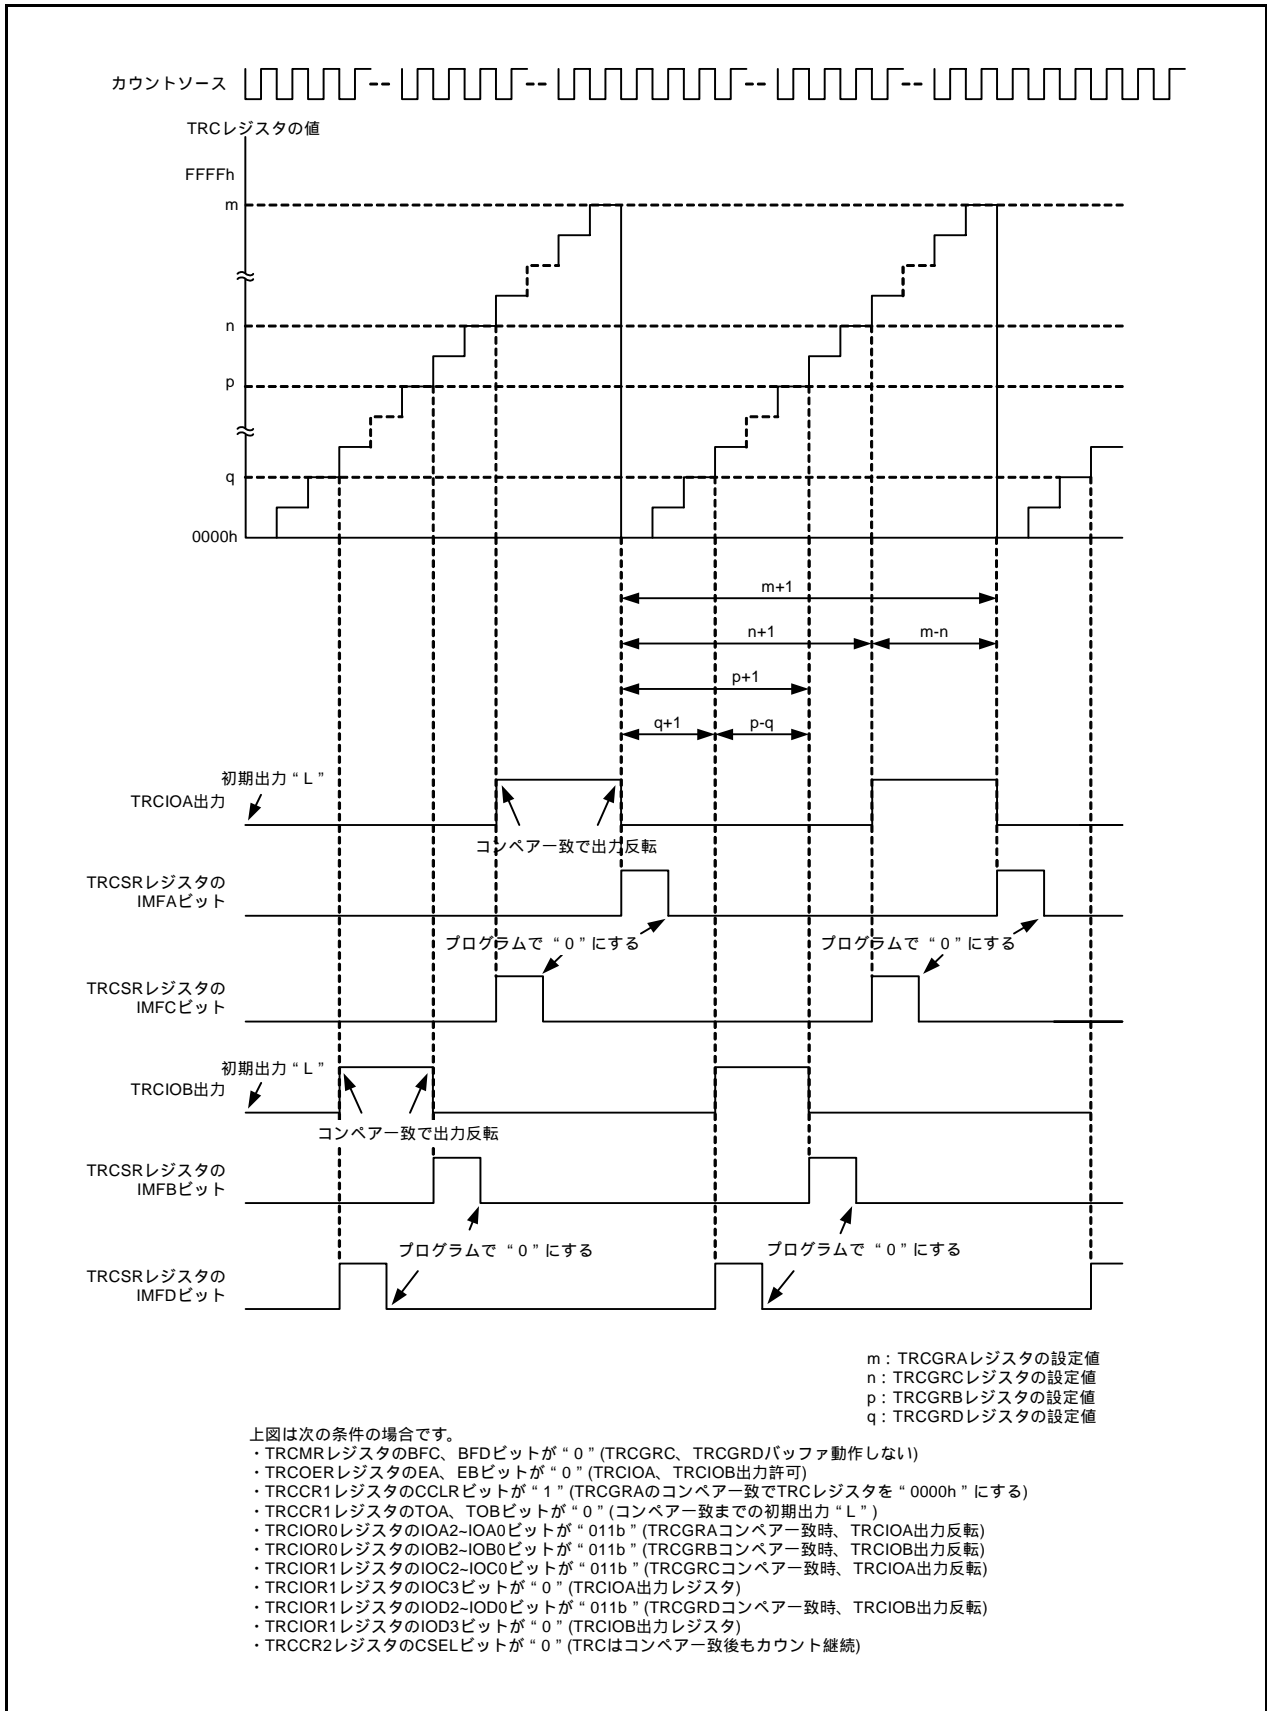 カウントソース
TRCレジスタの値
FFFFh
m
n
p
q
0000h
m+1
n+1
m-n
p+1
q+1
p-q
初期出力“L”
TRCIOA出力
コンペア一致で出力反転
TRCSRレジスタの
IMFAビット
プログラムで“0”にする
プログラムで“0”にする
TRCSRレジスタの
IMFCビット
初期出力“L”
TRCIOB出力
コンペア一致で出力反転
TRCSRレジスタの
IMFBビット
プログラムで“0”にする
プログラムで“0”にする
TRCSRレジスタの
IMFDビット
m：TRCGRAレジスタの設定値
n：TRCGRCレジスタの設定値
p：TRCGRBレジスタの設定値
q：TRCGRDレジスタの設定値
上図は次の条件の場合です。
・TRCMRレジスタのBFC、BFDビットが“0”(TRCGRC、TRCGRDバッファ動作しない)
・TRCOERレジスタのEA、EBビットが“0”(TRCIOA、TRCIOB出力許可)
・TRCCR1レジスタのCCLRビットが“1”(TRCGRAのコンペア一致でTRCレジスタを“0000h”にする)
・TRCCR1レジスタのTOA、TOBビットが“0”(コンペア一致までの初期出力“L”)
・TRCIOR0レジスタのIOA2~IOA0ビットが“011b”(TRCGRAコンペア一致時、TRCIOA出力反転)
・TRCIOR0レジスタのIOB2~IOB0ビットが“011b”(TRCGRBコンペア一致時、TRCIOB出力反転)
・TRCIOR1レジスタのIOC2~IOC0ビットが“011b”(TRCGRCコンペア一致時、TRCIOA出力反転)
・TRCIOR1レジスタのIOC3ビットが“0”(TRCIOA出力レジスタ)
・TRCIOR1レジスタのIOD2~IOD0ビットが“011b”(TRCGRDコンペア一致時、TRCIOB出力反転)
・TRCIOR1レジスタのIOD3ビットが“0”(TRCIOB出力レジスタ)
・TRCCR2レジスタのCSELビットが“0”(TRCはコンペア一致後もカウント継続)